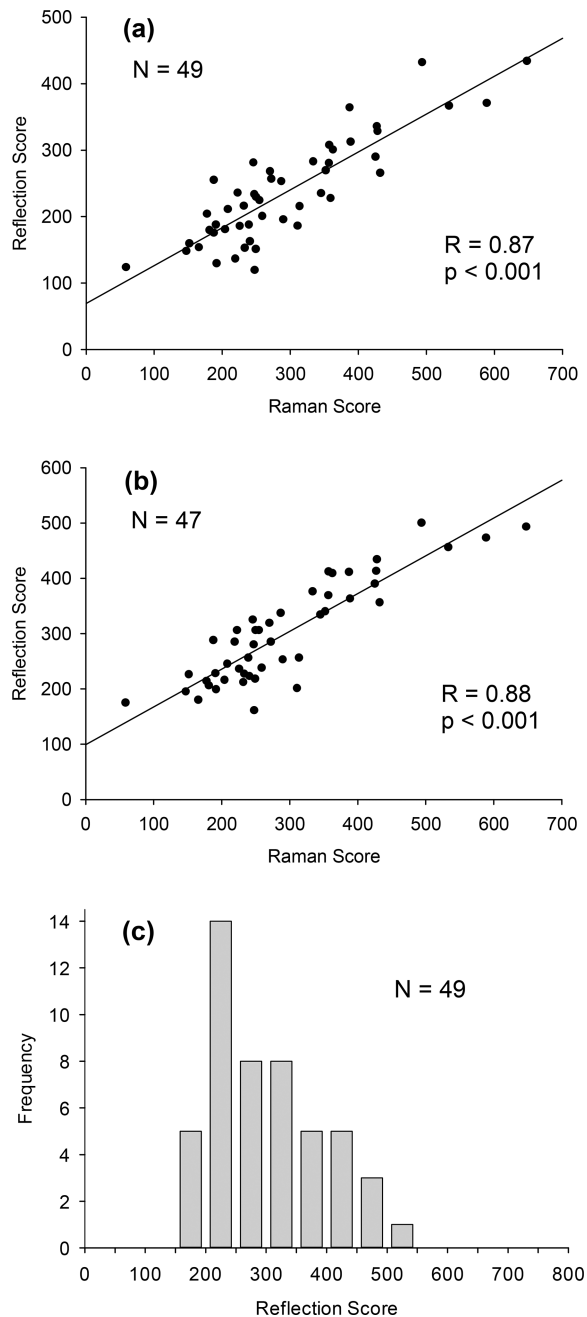 (a)
N = 49
500
400
300
200
100
0
Reflection Score
R = 0.87
p < 0.001
0 100 200 300 400 500 600 700
Raman Score
(b)
N = 47
600
500
400
300
200
100
0
Reflection Score
R = 0.88
p < 0.001
0 100 200 300 400 500 600 700
Raman Score
(c)
N = 49
14
12
10
8
6
4
2
0
Frequency
0 100 200 300 400 500 600 700 800
Reflection Score